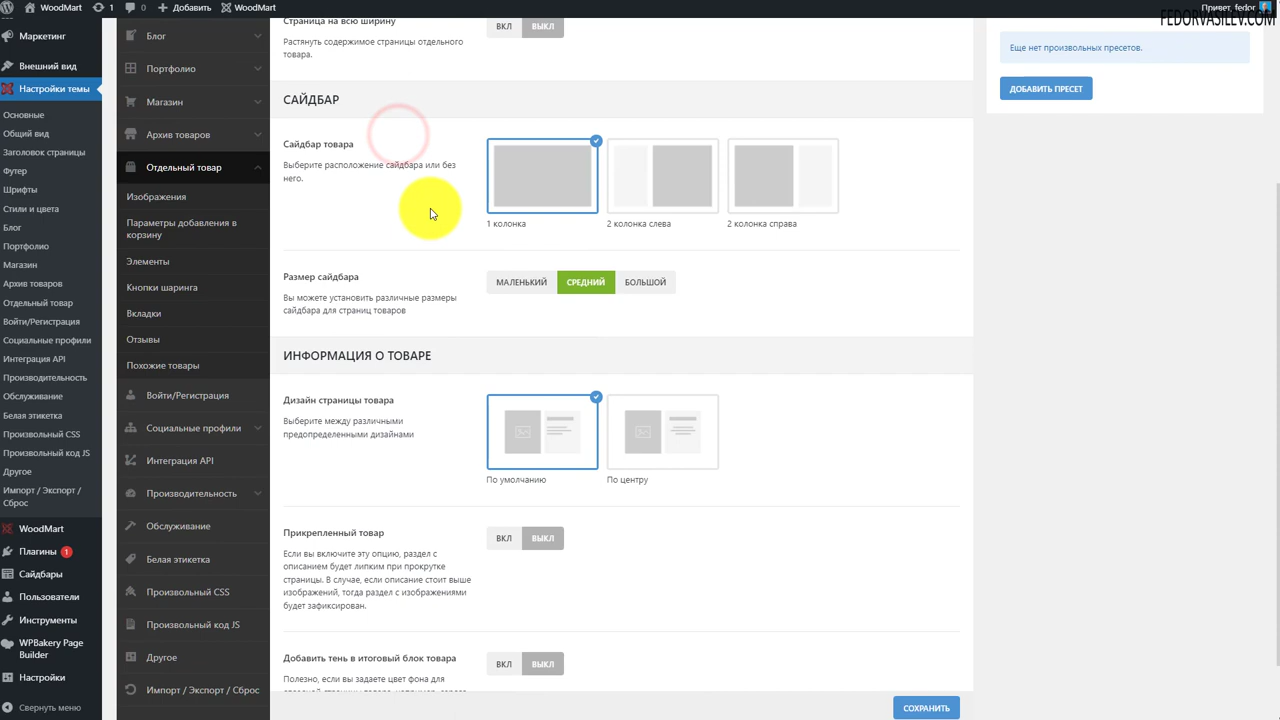 WoodMart
1
0
Добавить
WoodMart
Привет, fedor
FEDORVASILEV.COM
Маркетинг
Внешний вид
Настройки темы
Основные
Общий вид
Заголовок страницы
Футер
Шрифты
Стили и цвета
Блог
Портфолио
Магазин
Архив товаров
Отдельный товар
Войти/Регистрация
Социальные профили
Интеграция API
Производительность
Обслуживание
Белая этикетка
Произвольный CSS
Произвольный код JS
Другое
Импорт / Экспорт /
Сброс
WoodMart
Плагины 1
Сайдбары
Пользователи
Инструменты
WPBakery Page
Builder
Настройки
Свернуть меню
Блог
Портфолио
Магазин
Архив товаров
Отдельный товар
Изображения
Параметры добавления в
корзину
Элементы
Кнопки шаринга
Вкладки
Отзывы
Похожие товары
Войти/Регистрация
Социальные профили
Интеграция API
Производительность
Обслуживание
Белая этикетка
Произвольный CSS
Произвольный код JS
Другое
Импорт / Экспорт / Сброс
Страница на всю ширину
ВКЛ ВЫКЛ
Растянуть содержимое страницы отдельного
товара.
САЙДБАР
Сайдбар товара
Выберите расположение сайдбара или без
него.
1 колонка
2 колонка слева
2 колонка справа
Размер сайдбара
МАЛЕНЬКИЙ СРЕДНИЙ БОЛЬШОЙ
Вы можете установить различные размеры
сайдбара для страниц товаров
ИНФОРМАЦИЯ О ТОВАРЕ
Дизайн страницы товара
Выберите между различными
предопределенными дизайнами
По умолчанию
По центру
Прикрепленный товар
ВКЛ ВЫКЛ
Если вы включите эту опцию, раздел с
описанием будет липким при прокрутке
страницы. В случае, если описание стоит выше
изображениями, тогда раздел с изображениями
будет зафиксирован.
Добавить тень в итоговый блок товара
ВКЛ ВЫКЛ
Полезно, если вы задаете цвет фона для
СОХРАНИТЬ
Еще нет произвольных пресетов.
ДОБАВИТЬ ПРЕСЕТ